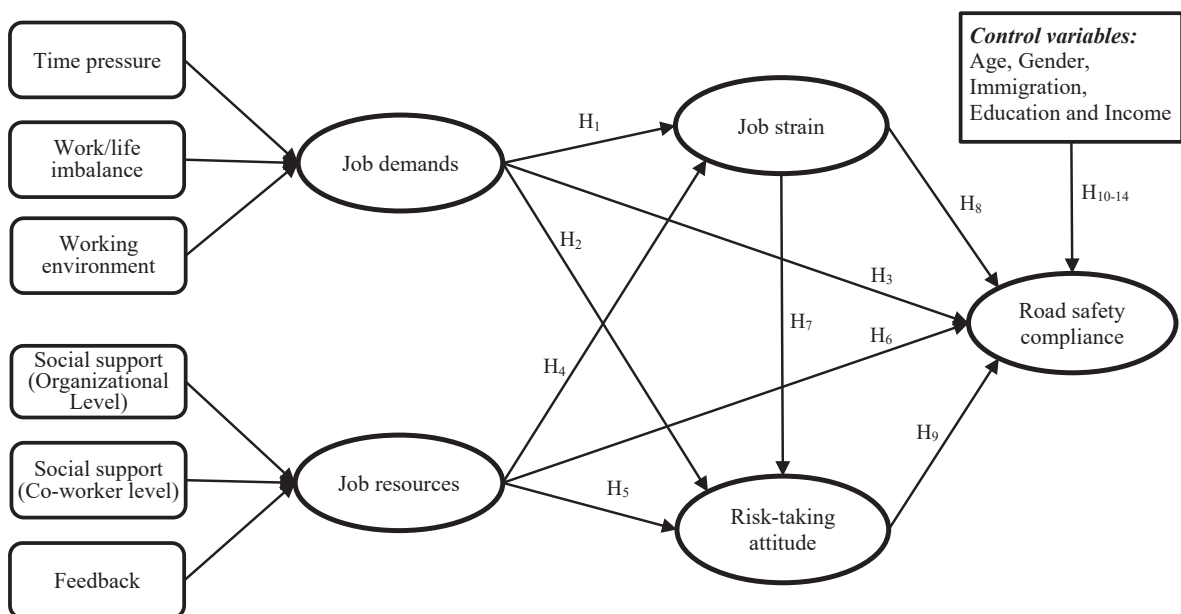 Time pressure
Work/life
imbalance
Working
environment
Social support
(Organizational
Level)
Social support
(Co-worker level)
Feedback
Job demands
Job resources
H₁
H₂
H₃
H₄
H₅
H₆
H₇
Job strain
Risk-taking
attitude
H₈
H₉
Control variables:
Age, Gender,
Immigration,
Education and Income
H₁₀₋₁₄
Road safety
compliance